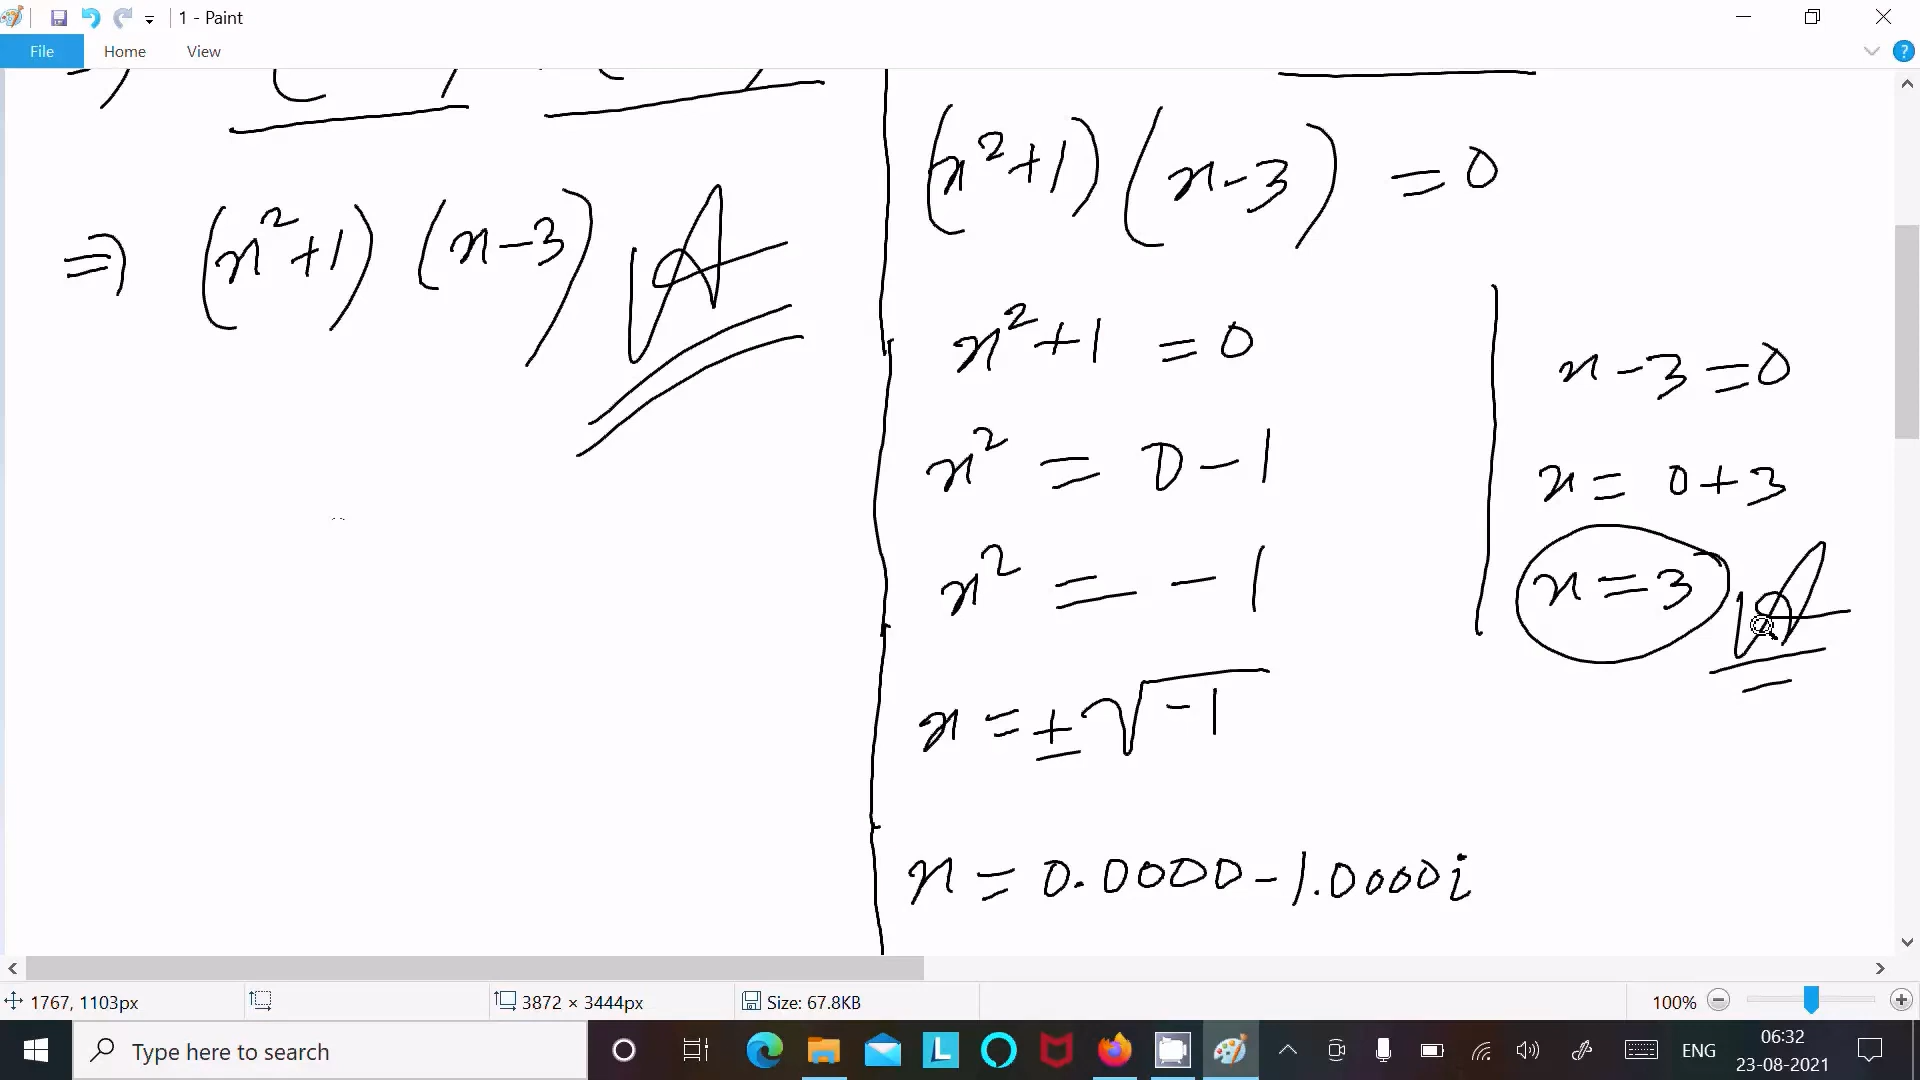 1 - Paint
File Home View
⇒ (x²+1) (x-3) A
(x²+1) (x-3) = 0
x²+1 = 0
x² = 0-1
x² = -1
x = ±√-1
x = 0.0000-1.0000i
x-3=0
x= 0+3
x=3 A
1767, 1103px
3872 × 3444px
Size: 67.8KB
100%
Type here to search
L
ENG
06:32
23-08-2021